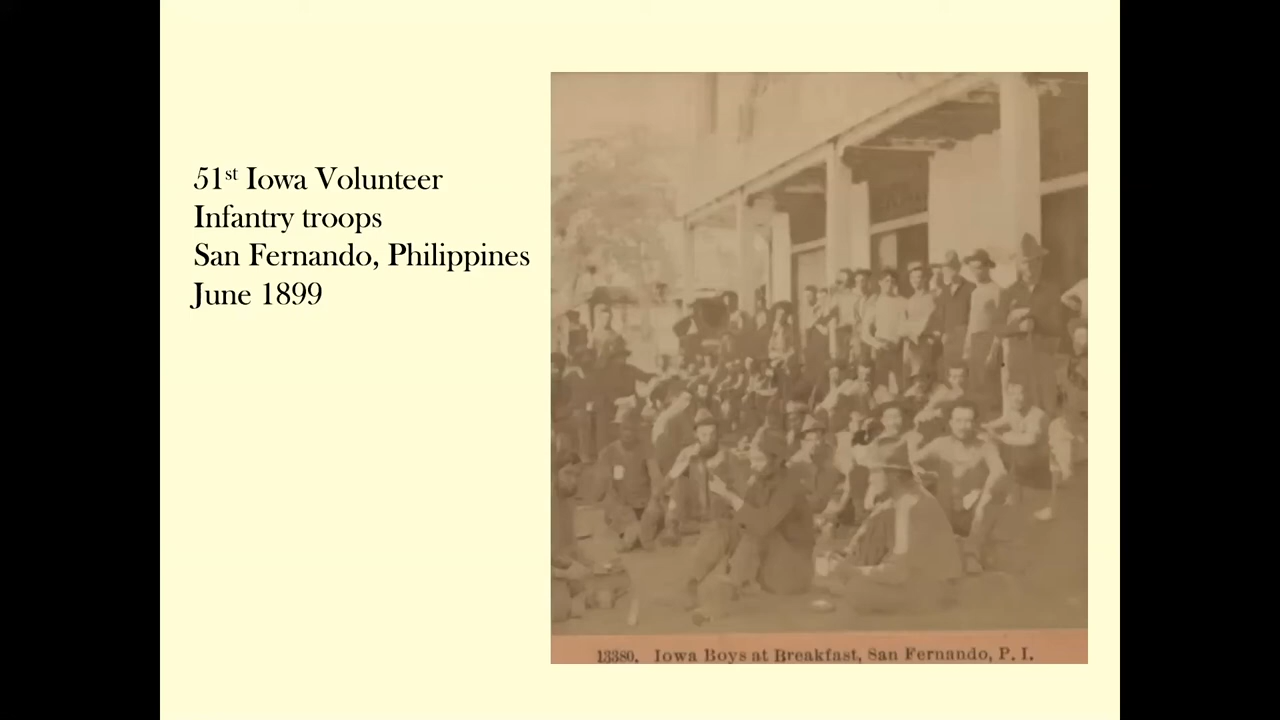 51st Iowa Volunteer
Infantry troops
San Fernando, Philippines
June 1899
13380. Iowa Boys at Breakfast, San Fernando, P. I.